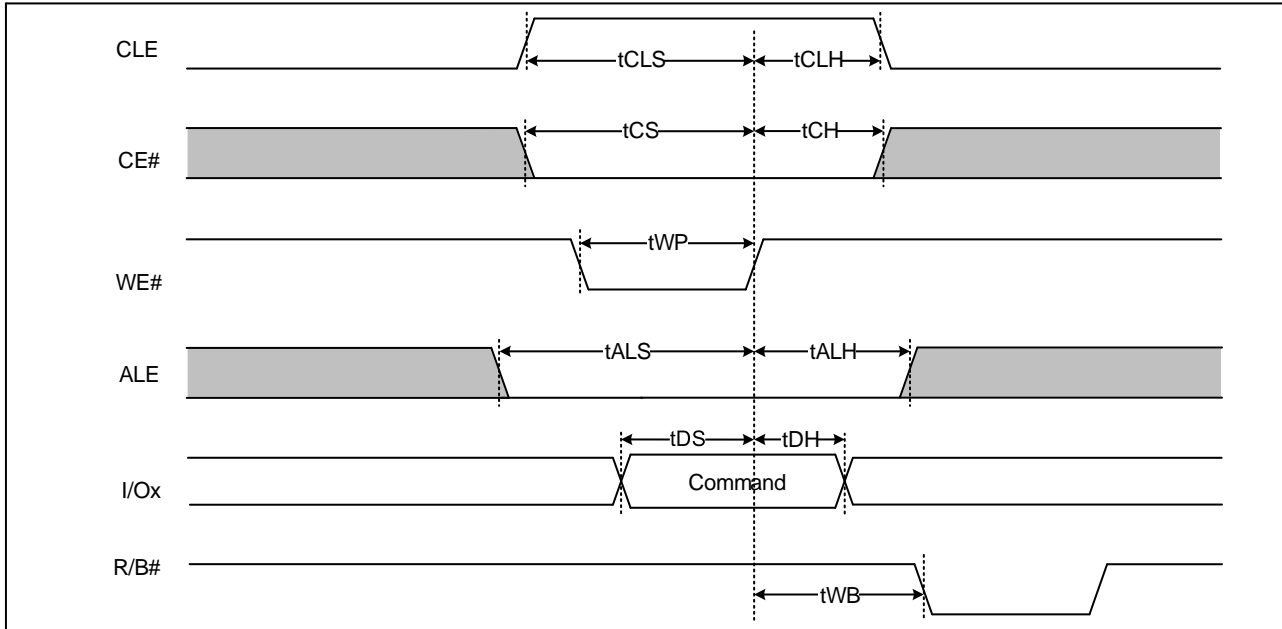 CLE
tCLS
tCLH
CE#
tCS
tCH
WE#
tWP
ALE
tALS
tALH
I/Ox
tDS
tDH
Command
R/B#
tWB